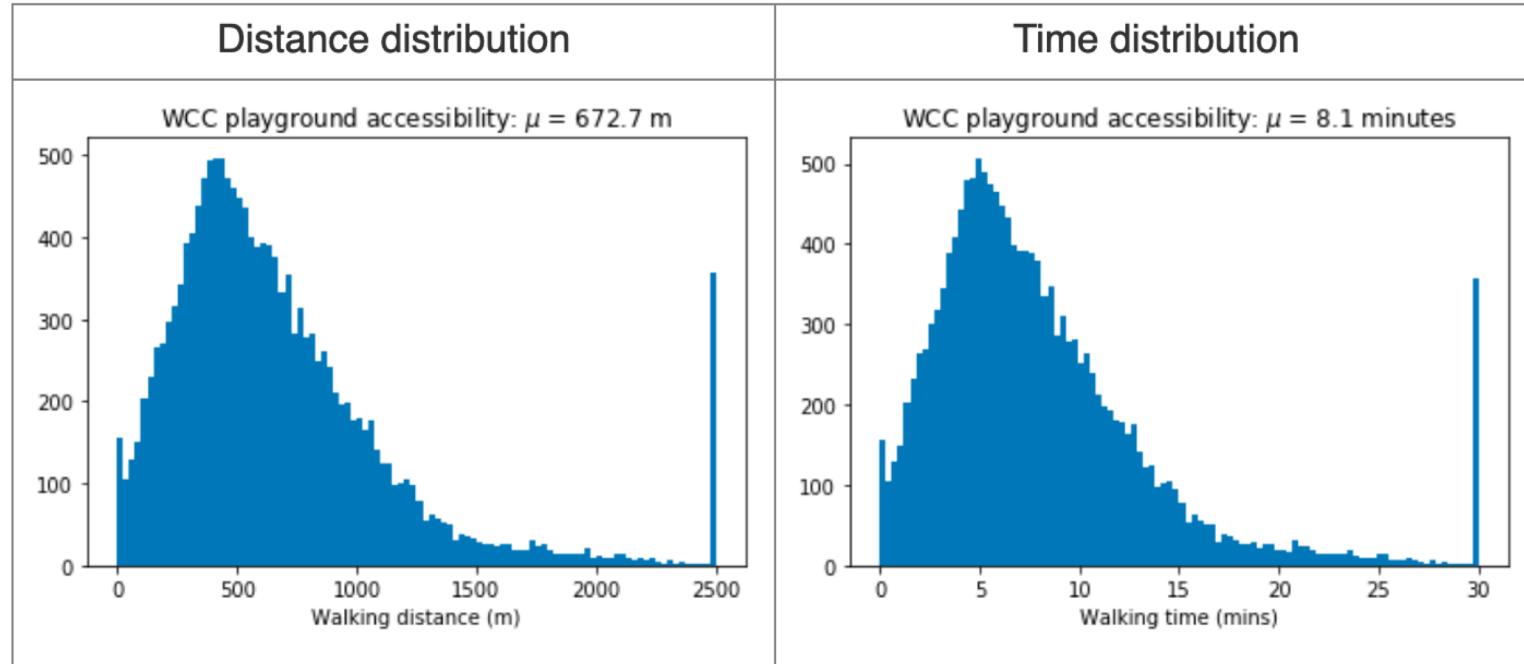 Distance distribution
Time distribution
WCC playground accessibility: μ = 672.7 m
500
400
300
200
100
0
0 500 1000 1500 2000 2500
Walking distance (m)
WCC playground accessibility: μ = 8.1 minutes
500
400
300
200
100
0
0 5 10 15 20 25 30
Walking time (mins)